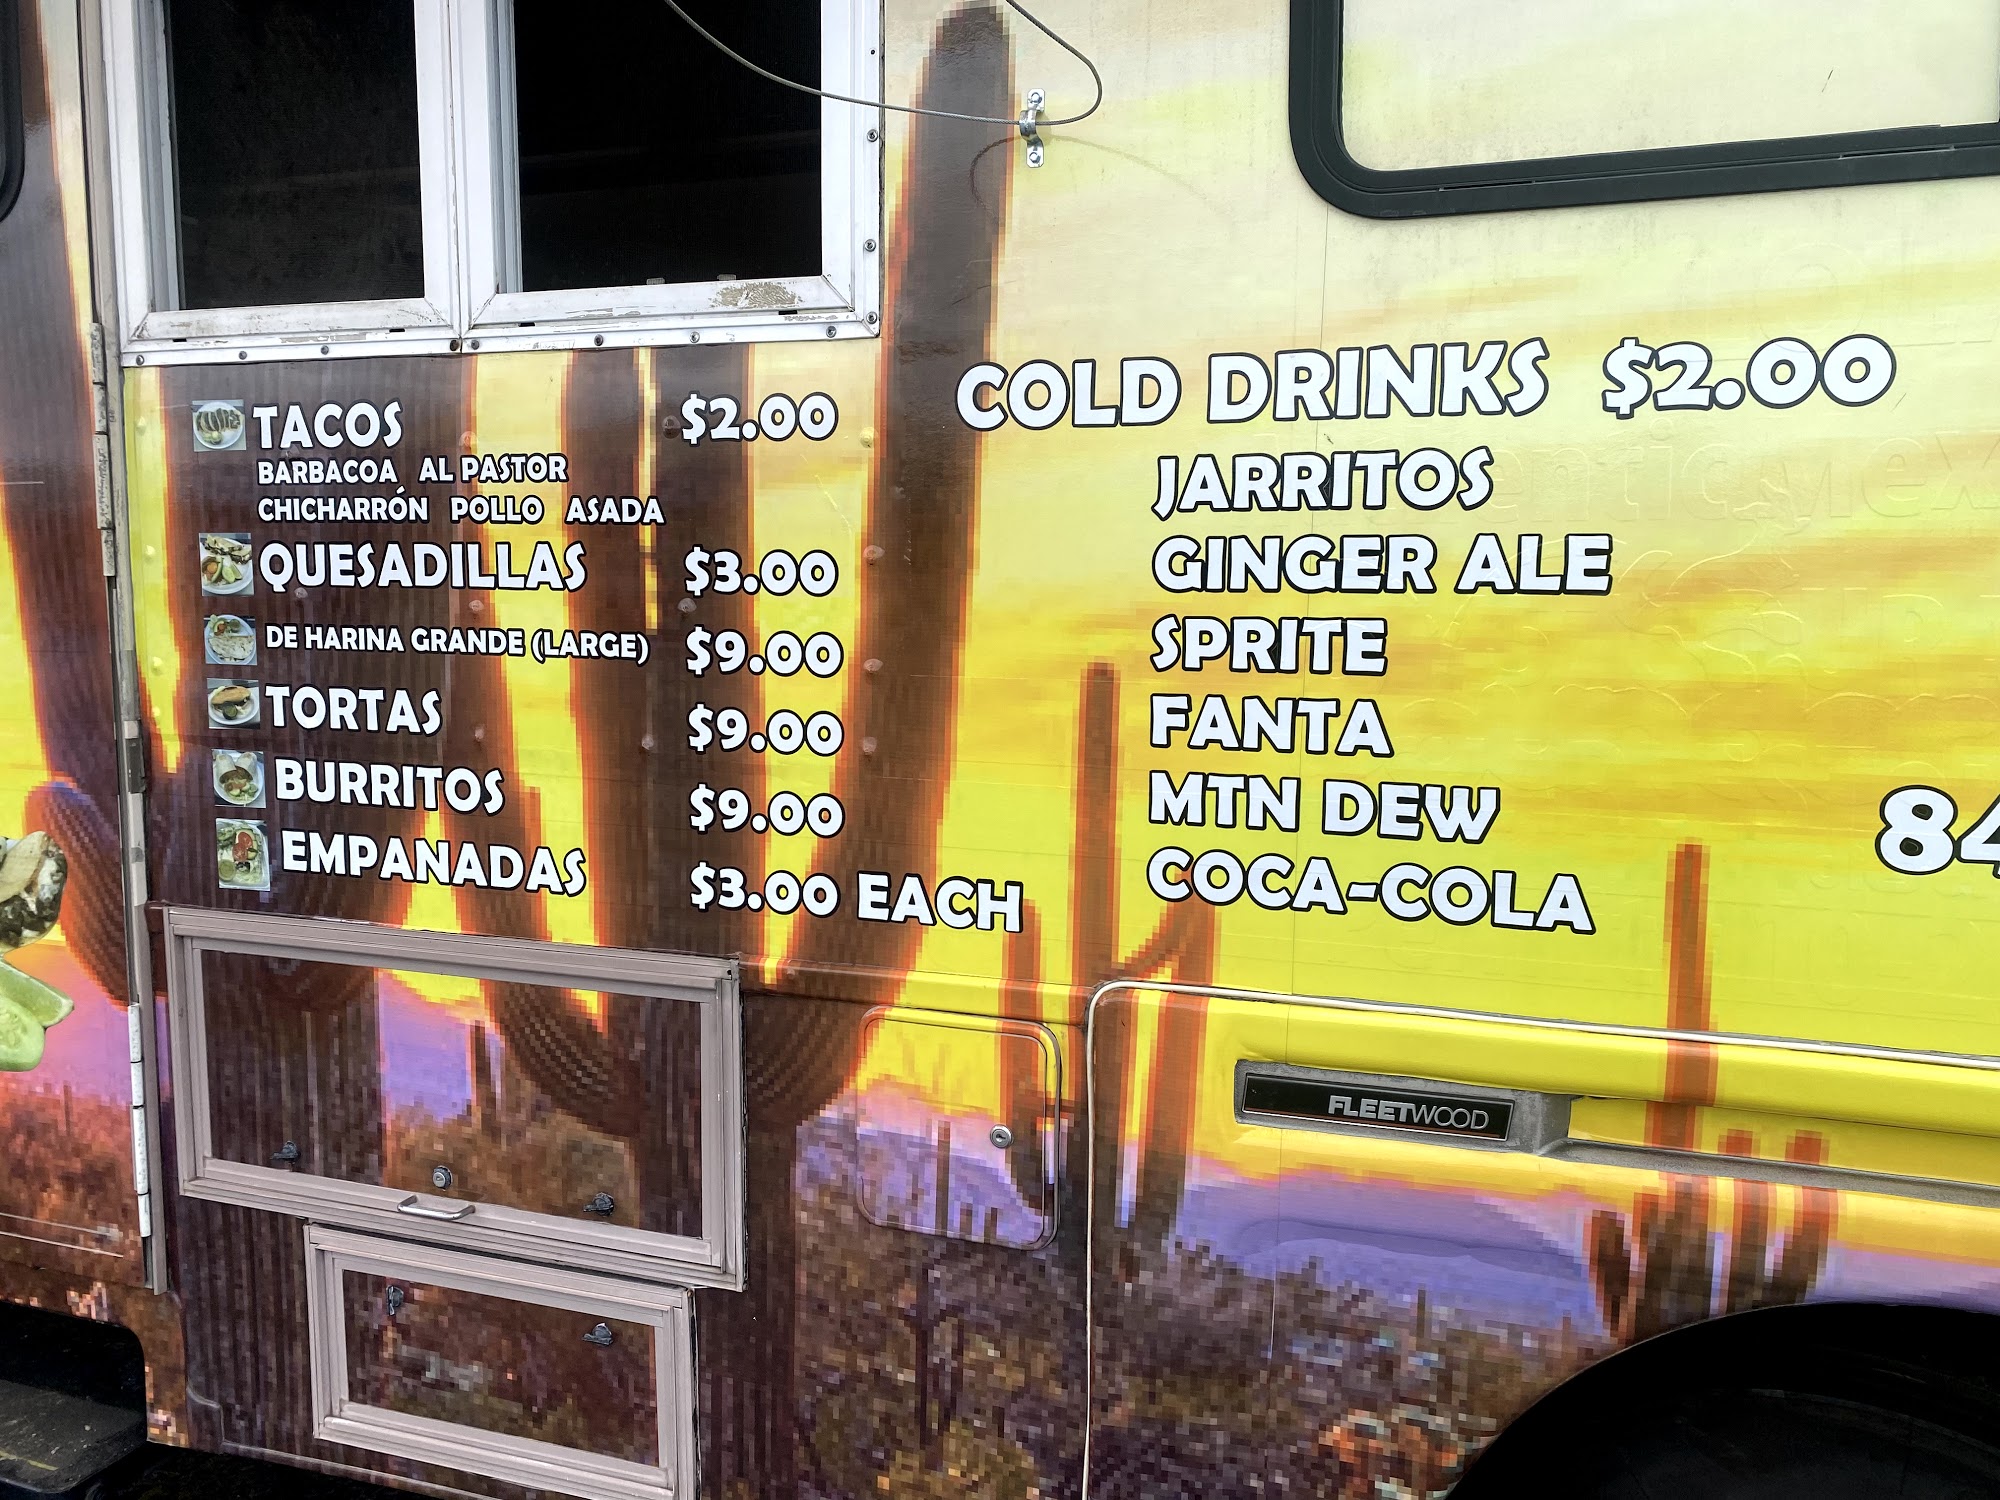 TACOS $2.00
BARBACOA AL PASTOR
CHICHARRÓN POLLO ASADA
QUESADILLAS $3.00
DE HARINA GRANDE (LARGE) $9.00
TORTAS $9.00
BURRITOS $9.00
EMPANADAS $3.00 EACH
COLD DRINKS $2.00
JARRITOS
GINGER ALE
SPRITE
FANTA
MTN DEW
COCA-COLA
84
FLEETWOOD